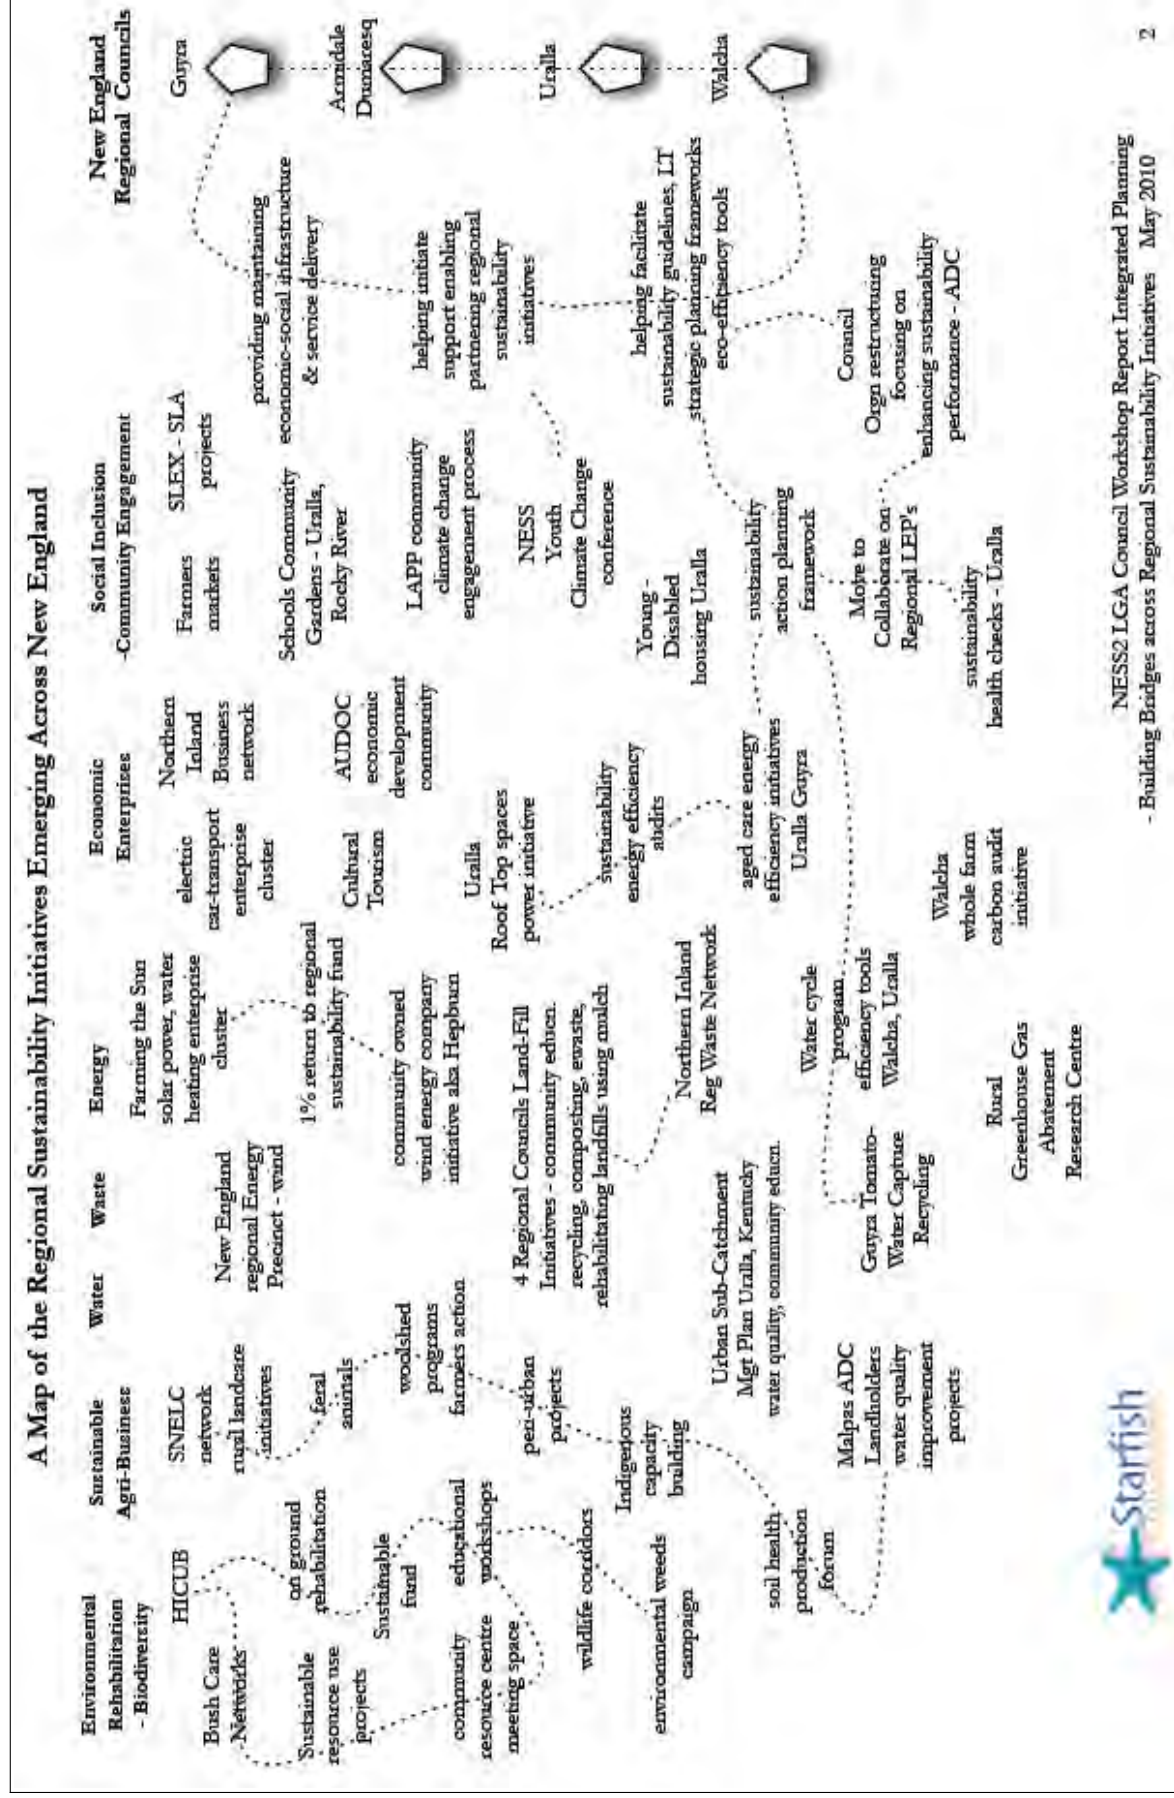 A Map of the Regional Sustainability Initiatives Emerging Across New England
Environmental
Rehabilitation
- Biodiversity
Sustainable
Agri-Business
Water
Waste
Energy
Economic
Enterprises
Social Inclution
-Community Engagement
New England
Regional Councils
HICUB
Bush Care
-Networks
on ground
rehabilitation
Sustainable
resource use
projects
Sustainable
fund
community
resource centre
meeting space
educational
workshops
wildlife corridors
environmental weeds
campaign
SNELC
network
rural landcare
initiatives
feral
animals
woolshed
programs
farmers action
peri-urban
projects
Indigenous
capacity
building
soil health
production
forum
Malpas ADC
Landholders
water quality
improvement
projects
New England
regional Energy
Precinct - wind
4 Regional Councils Land-Fill
Initiatives - community educn.
recycling, composting, ewaste,
rehabilitating landfills using mulch
Northern Inland
Reg Waste Network
Urban Sub-Catchment
Mgt Plan Uralla, Kentucky
water quality, community educn.
Guyra Tomato-
Water Capture
Recycling
Farming the Sun
solar power, water
heating enterprise
cluster
1% return to regional
sustainability fund
community owned
wind energy company
initiative aka Hepburn
Water cycle
program
efficiency tools
Walcha, Uralla
Rural
Greenhouse Gas
Abatement
Research Centre
electric
car-transport
enterprise
cluster
Northern
Inland
Business
network
Cultural
Tourism
AUDOC
economic
development
community
Uralla
Roof Top spaces
power initiative
sustainability
energy efficiency
audits
aged care energy
efficiency initiatives
Uralla Guyra
Walcha
whole farm
carbon audit
initiative
Farmers
markets
SLEX - SLA
projects
Schools Community
Gardens - Uralla,
Rocky River
LAPP community
climate change
engagement process
NESS
Youth
Climate Change
conference
Young -
Disabled
housing Uralla
sustainability
action planning
framework
Move to
Collaborate on
Regional LEP's
sustainability
health checks - Uralla
providing mantaining
economic-social infrastructure
& service delivery
helping initiate
support enabling
partnering regional
sustainability
initiatives
helping facilitate
sustainability guidelines, LT
strategic planning frameworks
eco-efficiency tools
Council
Orgn restructuring
focusing on
enhancing sustainability
performance - ADC
Guyra
Armidale
Dumaresq
Uralla
Walcha
Starfish
NESS2 LGA Council Workshop Report Integrated Planning
- Building Bridges across Regional Sustainability Initiatives May 2010
2